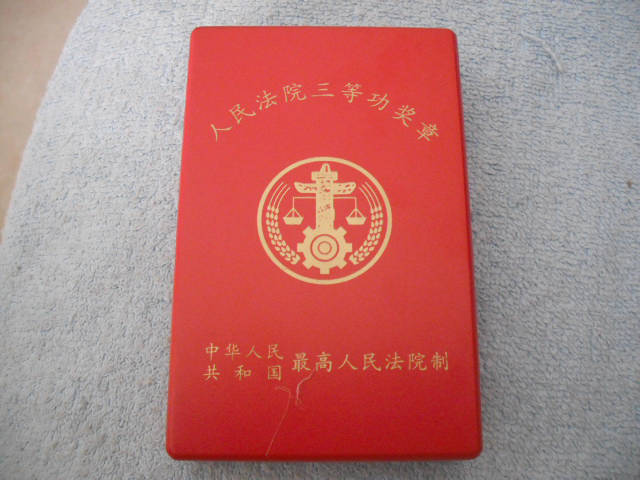 人民法院三等功奖章
中华人民
共和国
最高人民法院制